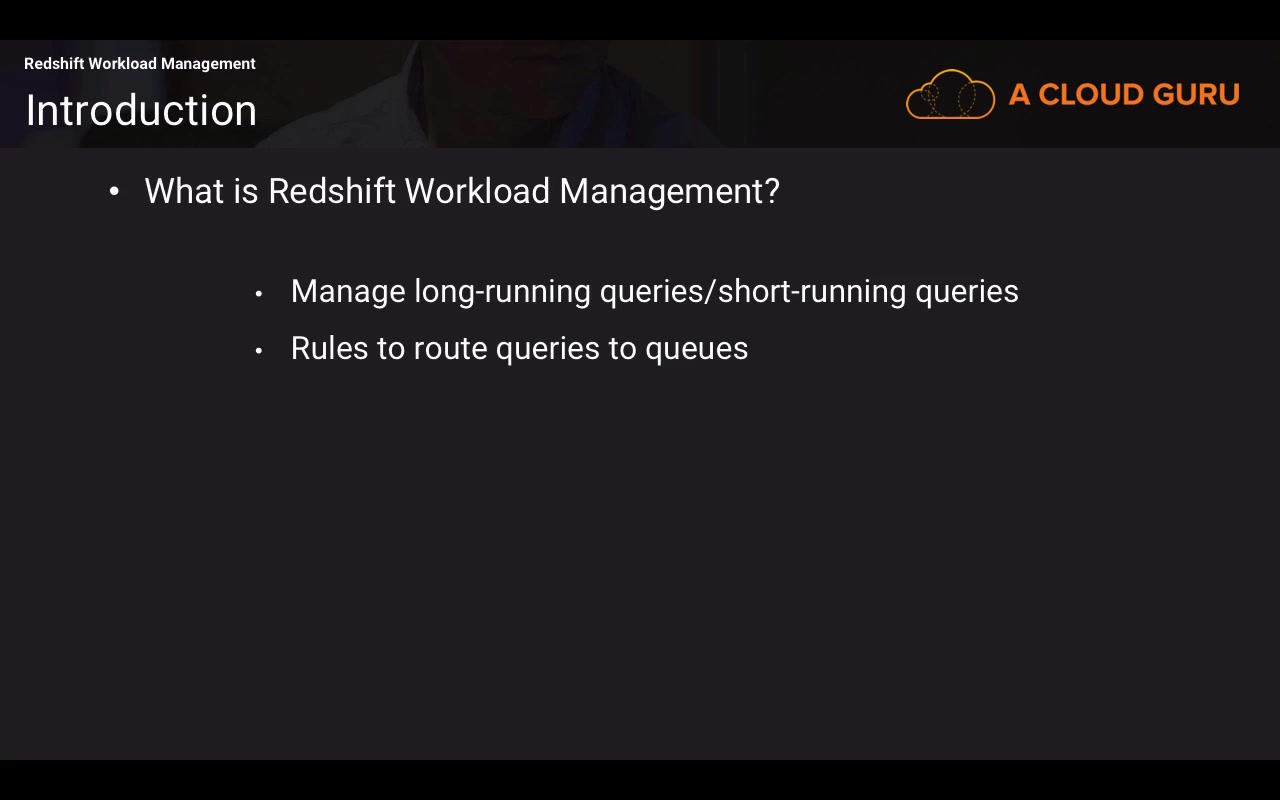 Redshift Workload Management
Introduction
A CLOUD GURU
• What is Redshift Workload Management?
• Manage long-running queries/short-running queries
• Rules to route queries to queues